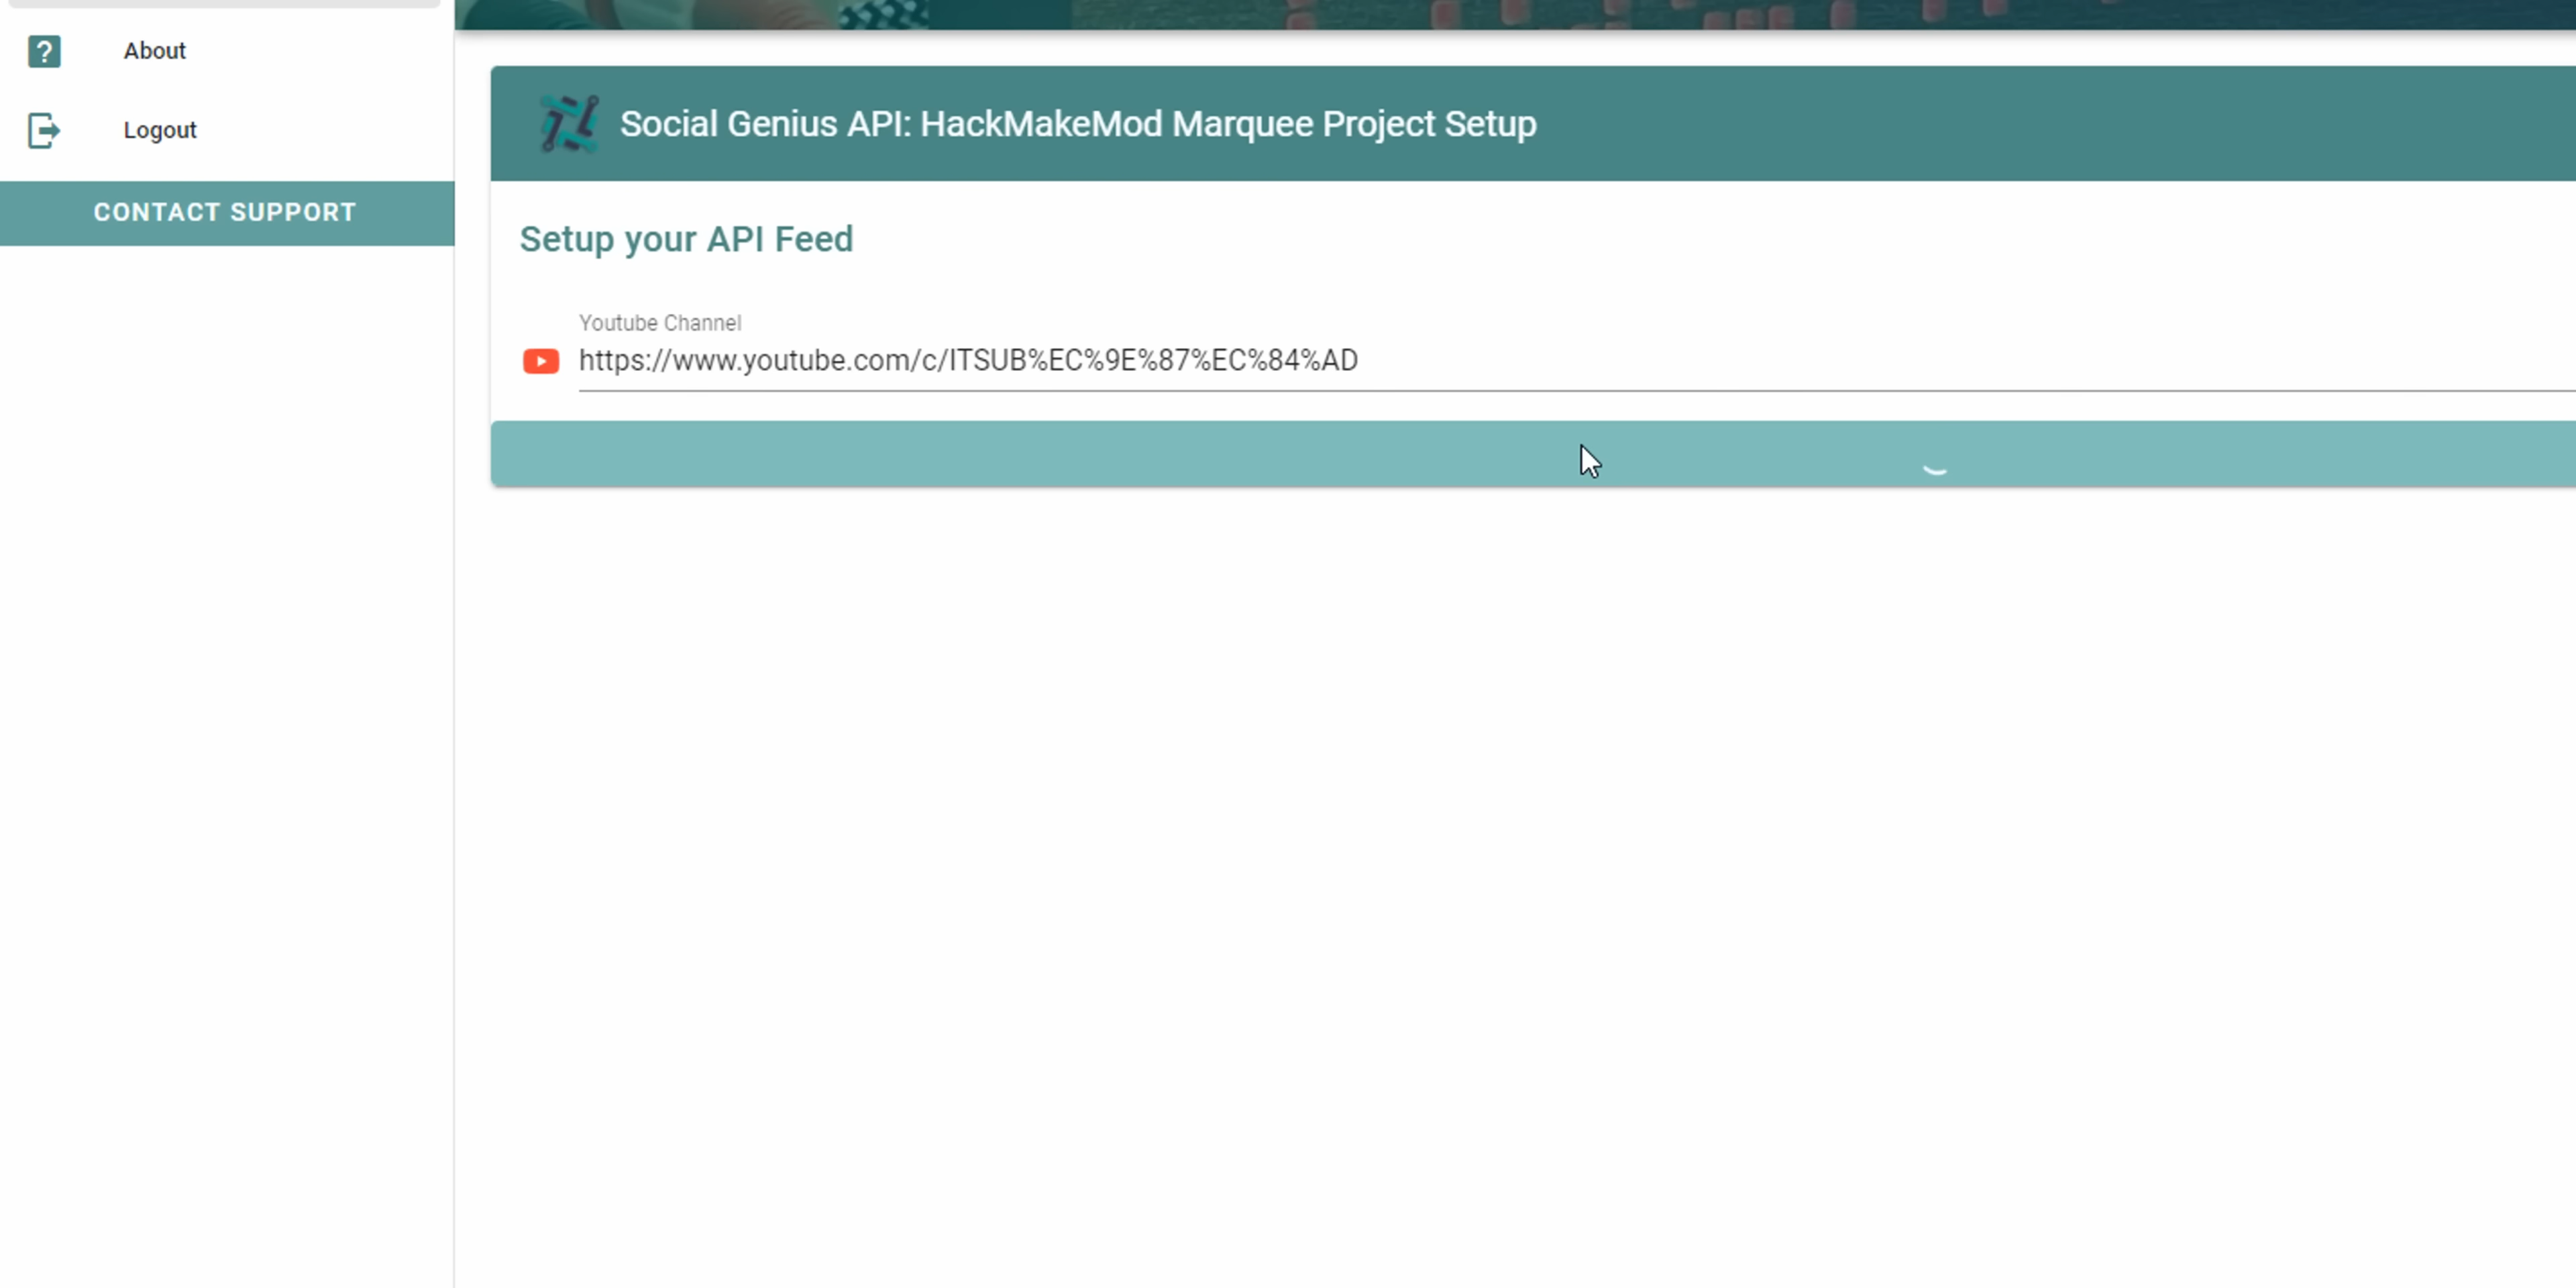 About
Logout
CONTACT SUPPORT
Social Genius API: HackMakeMod Marquee Project Setup
Setup your API Feed
Youtube Channel
https://www.youtube.com/c/ITSUB%EC%9E%87%EC%84%AD